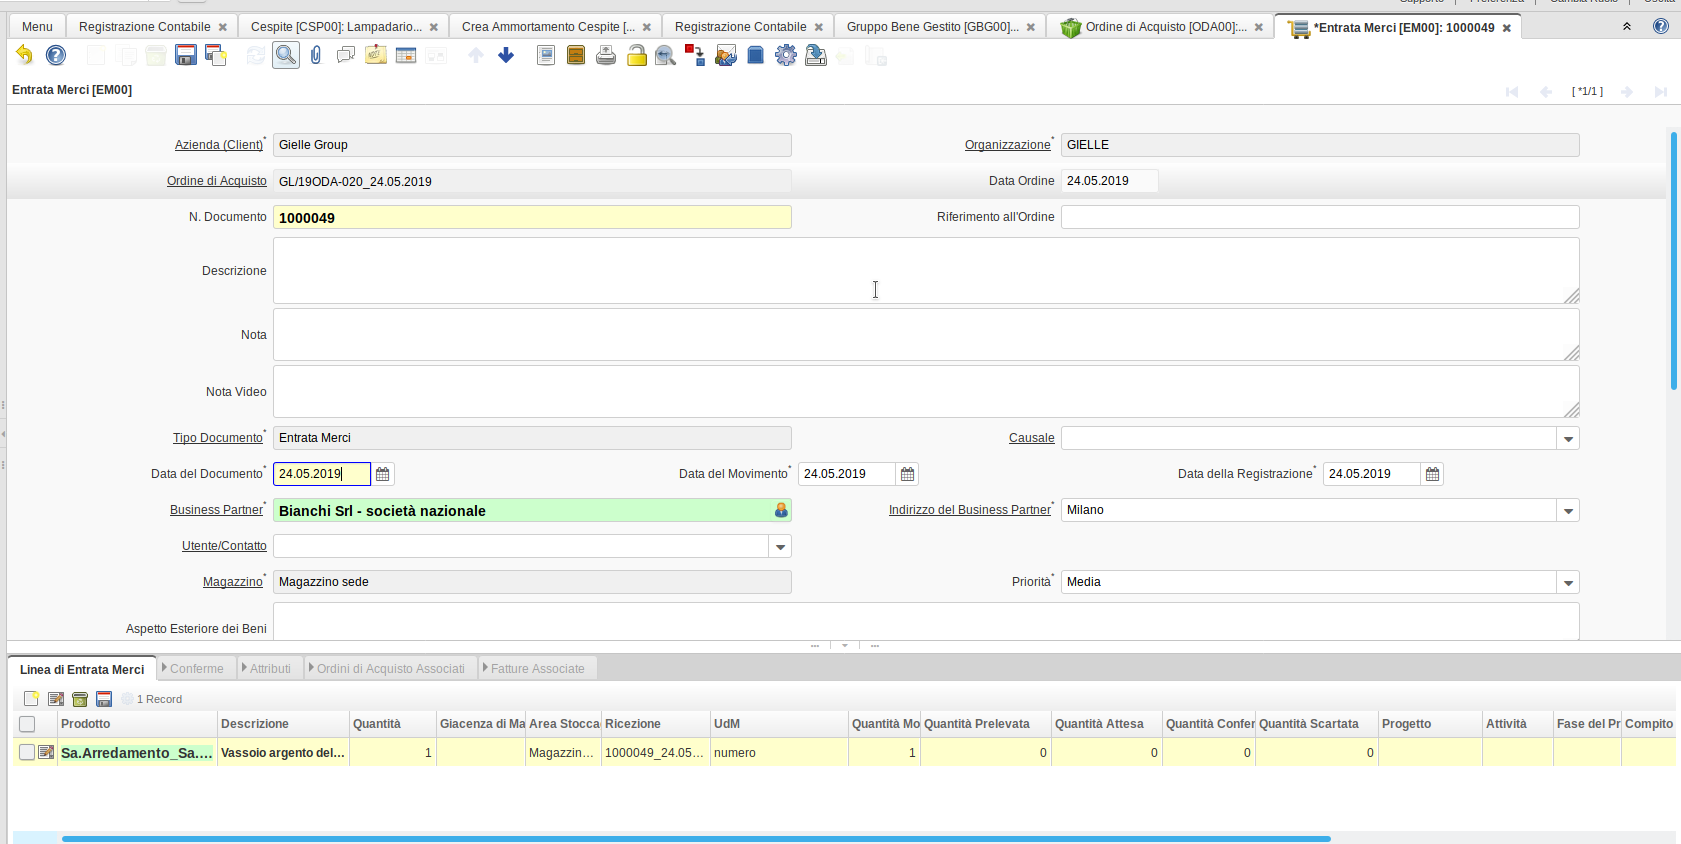 Supporto Preferenza Cambia Ruolo
Menu Registrazione Contabile Cespite [CSP00]: Lampadario... Crea Ammortamento Cespite [... Registrazione Contabile Gruppo Bene Gestito [GBG00]... Ordine di Acquisto [ODA00]:... *Entrata Merci [EM00]: 1000049
Entrata Merci [EM00] [ *1/1 ]
Azienda (Client)* Gielle Group Organizzazione* GIELLE
Ordine di Acquisto GL/19ODA-020_24.05.2019 Data Ordine 24.05.2019
N. Documento 1000049 Riferimento all'Ordine
Descrizione
Nota
Nota Video
Tipo Documento* Entrata Merci Causale
Data del Documento* 24.05.2019 Data del Movimento* 24.05.2019 Data della Registrazione* 24.05.2019
Business Partner* Bianchi Srl - società nazionale Indirizzo del Business Partner* Milano
Utente/Contatto
Magazzino* Magazzino sede Priorità* Media
Aspetto Esteriore dei Beni
Linea di Entrata Merci Conferme Attributi Ordini di Acquisto Associati Fatture Associate
1 Record
Prodotto Descrizione Quantità Giacenza di Ma Area Stocca Ricezione UdM Quantità Mo Quantità Prelevata Quantità Attesa Quantità Confer Quantità Scartata Progetto Attività Fase del Pr Compito
Sa.Arredamento_Sa.... Vassoio argento del... 1 Magazzin... 1000049_24.05... numero 1 0 0 0 0